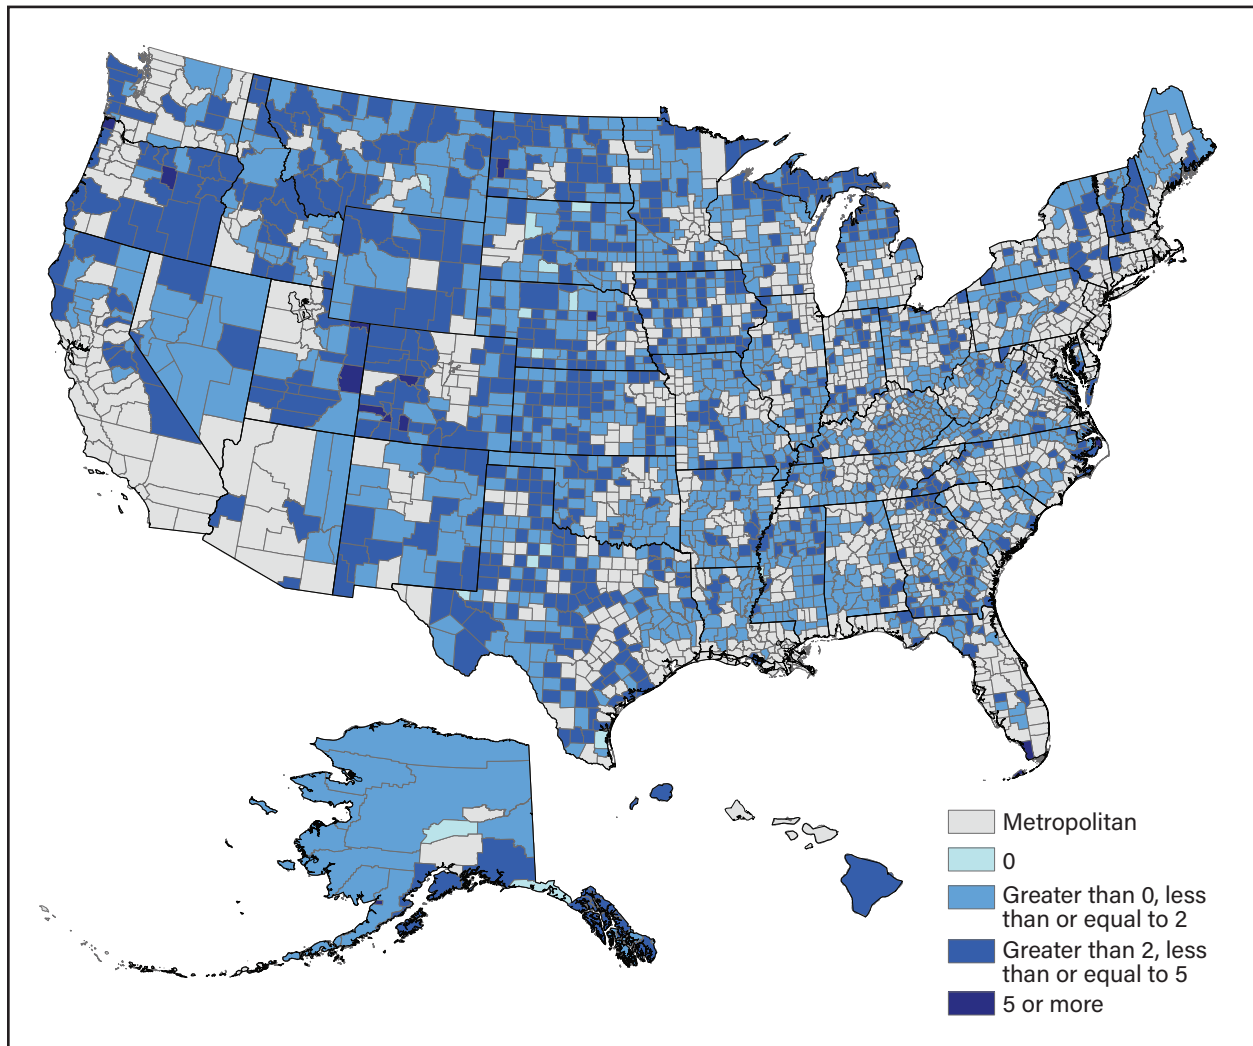 Metropolitan
0
Greater than 0, less
than or equal to 2
Greater than 2, less
than or equal to 5
5 or more